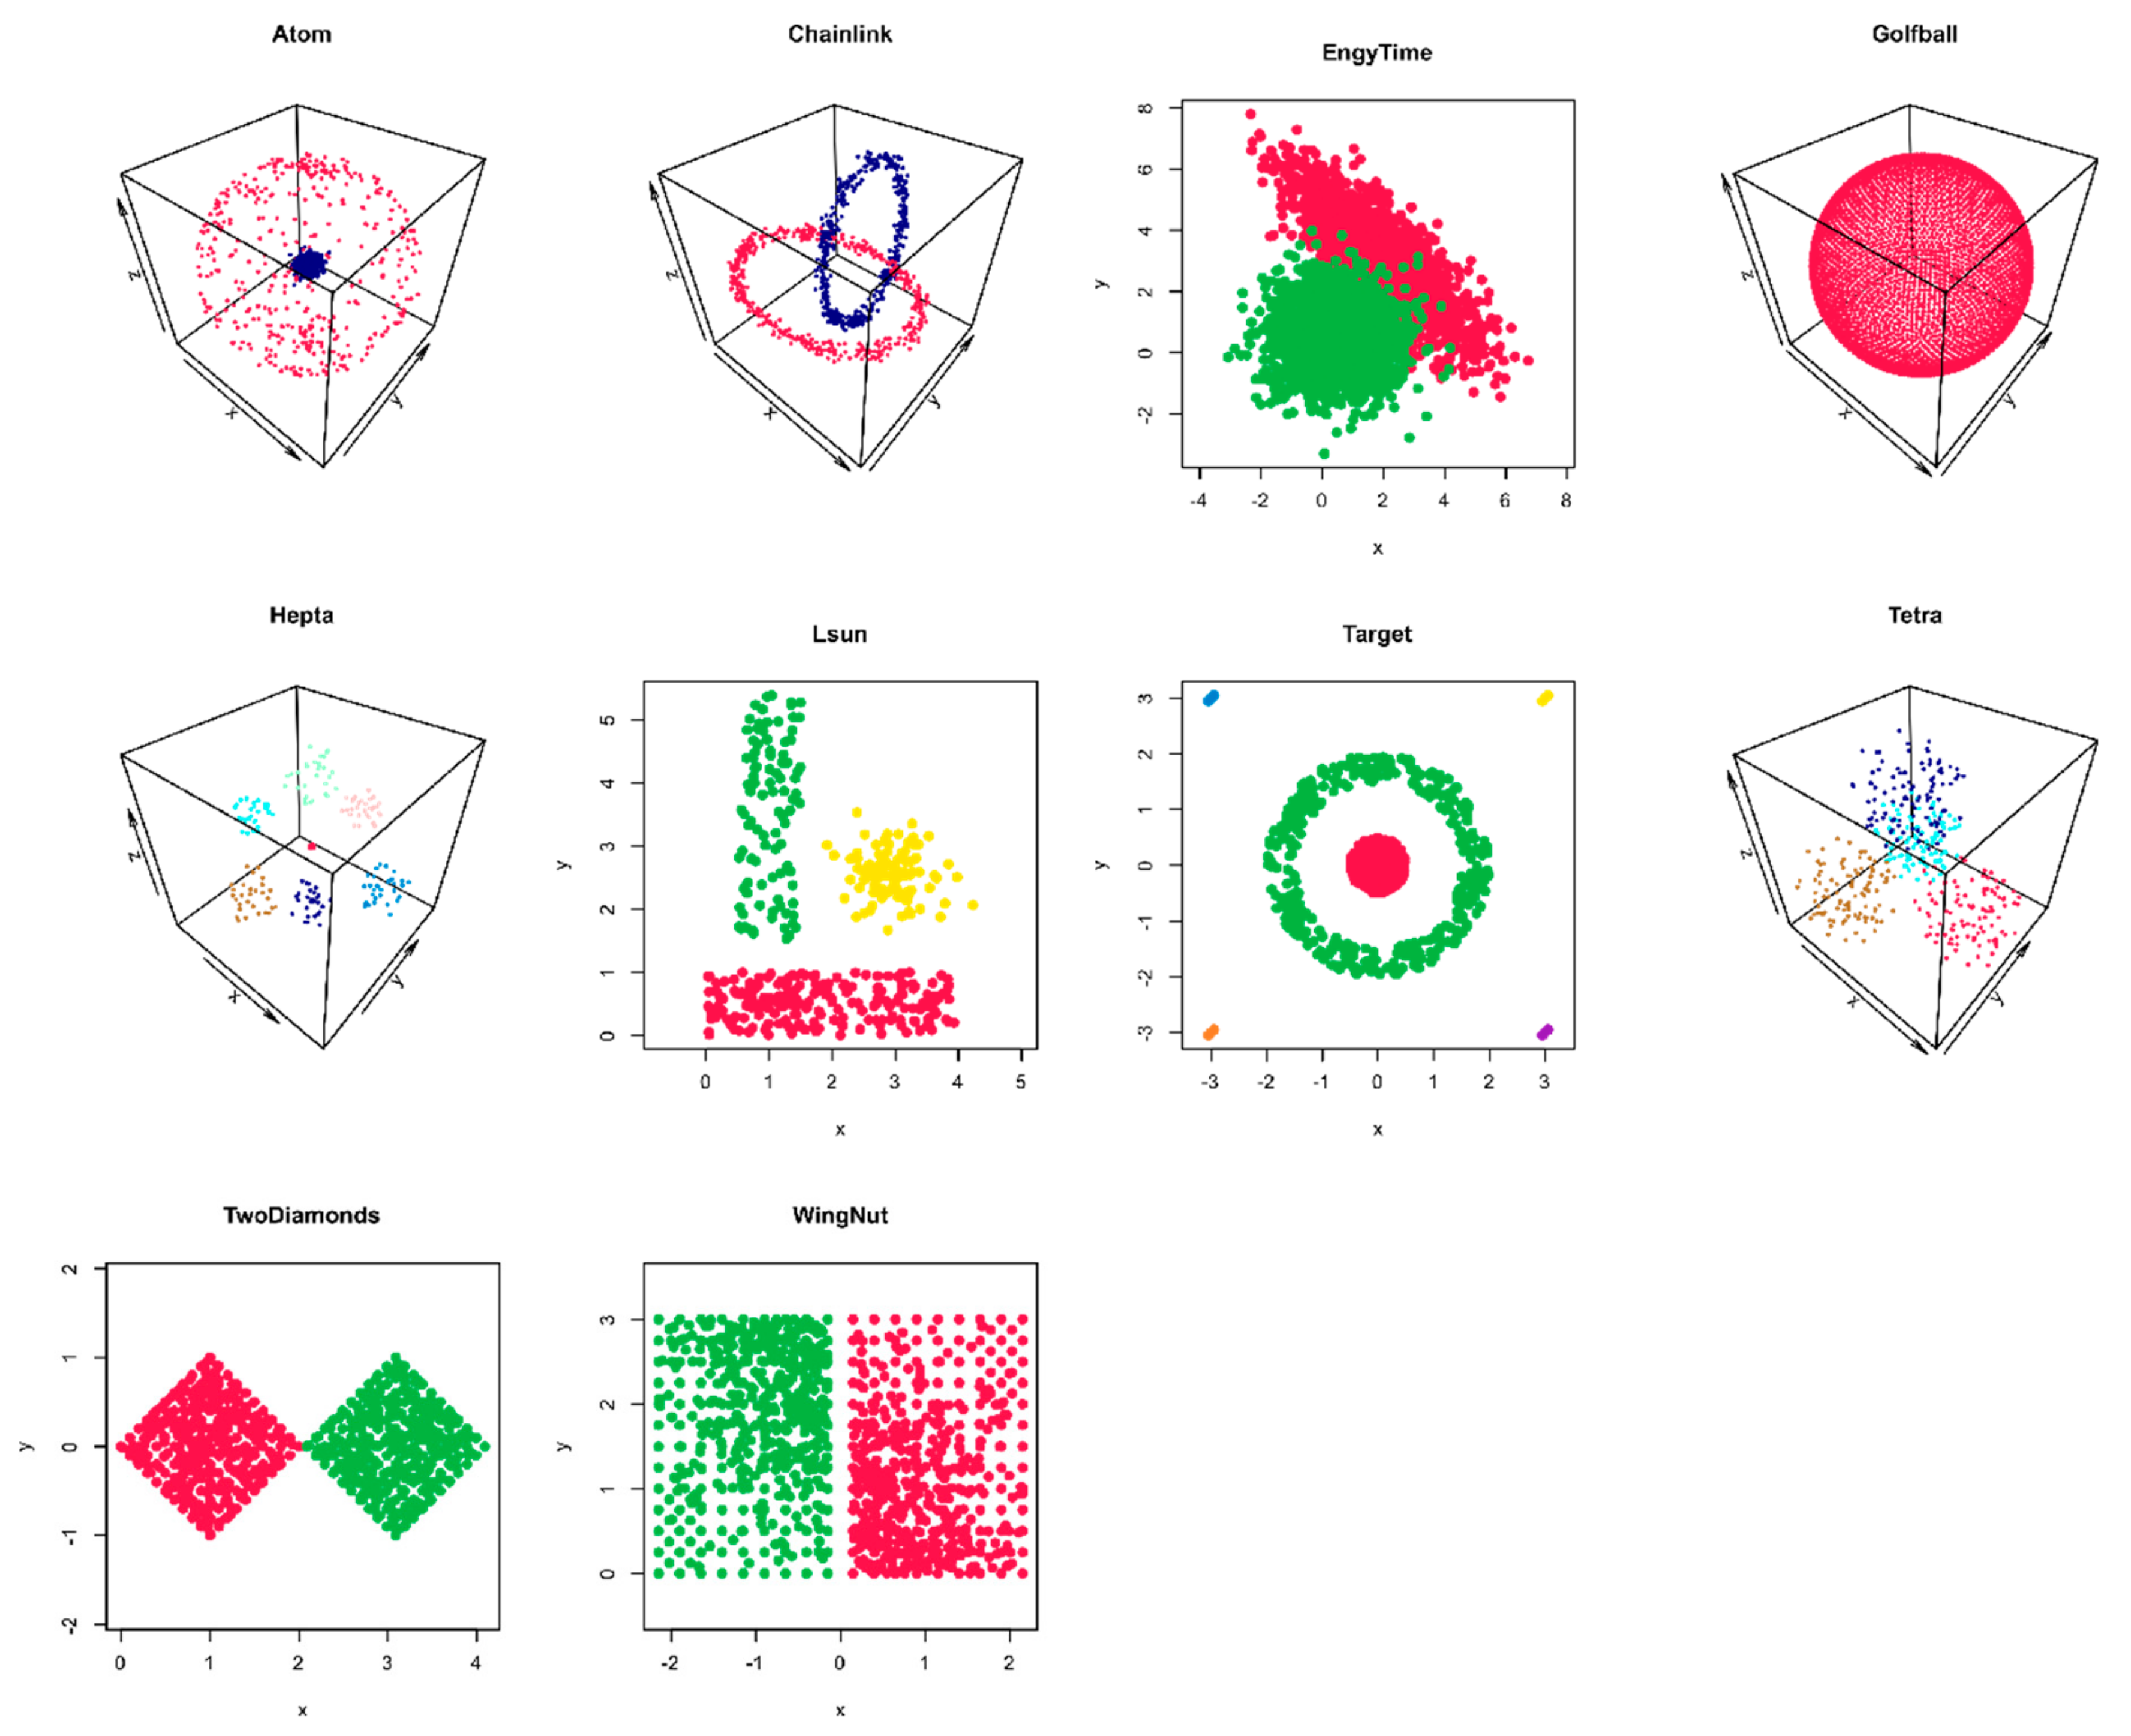 Atom
z
x
y
Chainlink
z
x
y
EngyTime
y
8
6
4
2
0
-2
-4 -2 0 2 4 6 8
x
Golfball
z
x
y
Hepta
z
x
y
Lsun
y
5
4
3
2
1
0
0 1 2 3 4 5
x
Target
y
3
2
1
0
-1
-2
-3
-3 -2 -1 0 1 2 3
x
Tetra
z
x
y
TwoDiamonds
y
2
1
0
-1
-2
0 1 2 3 4
x
WingNut
y
3
2
1
0
-2 -1 0 1 2
x